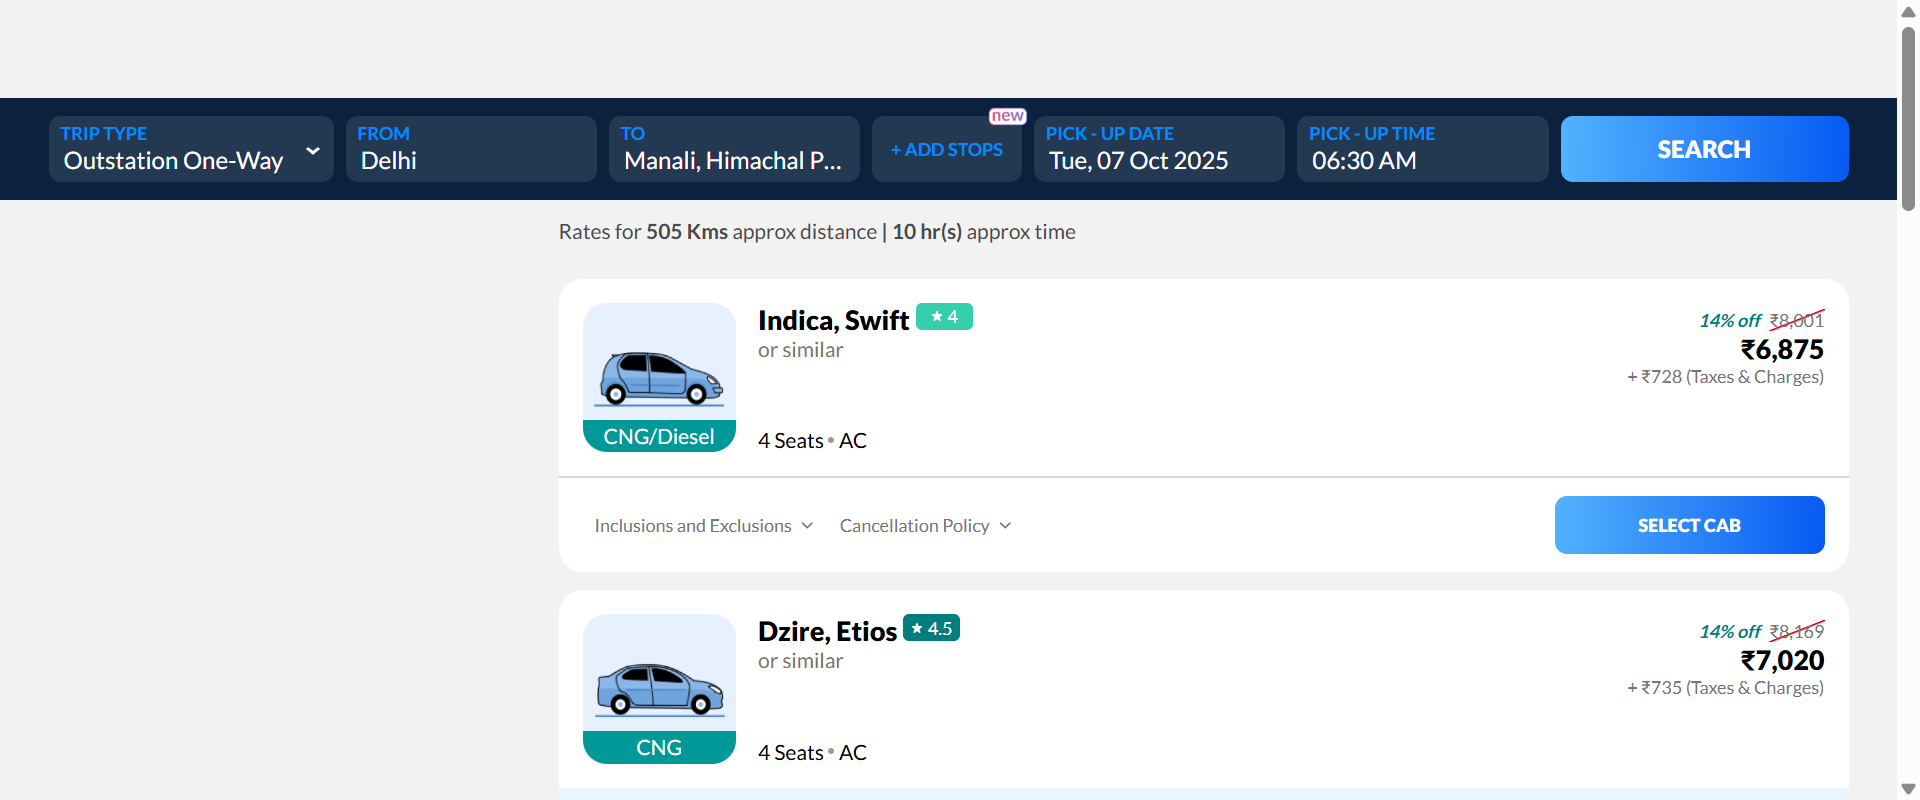 TRIP TYPE
Outstation One-Way
FROM
Delhi
TO
Manali, Himachal P...
+ ADD STOPS
new
PICK - UP DATE
Tue, 07 Oct 2025
PICK - UP TIME
06:30 AM
SEARCH
Rates for 505 Kms approx distance | 10 hr(s) approx time
Indica, Swift ★ 4
or similar
14% off ₹8,001
₹6,875
+ ₹728 (Taxes & Charges)
CNG/Diesel
4 Seats • AC
Inclusions and Exclusions
Cancellation Policy
SELECT CAB
Dzire, Etios ★ 4.5
or similar
14% off ₹8,169
₹7,020
+ ₹735 (Taxes & Charges)
CNG
4 Seats • AC